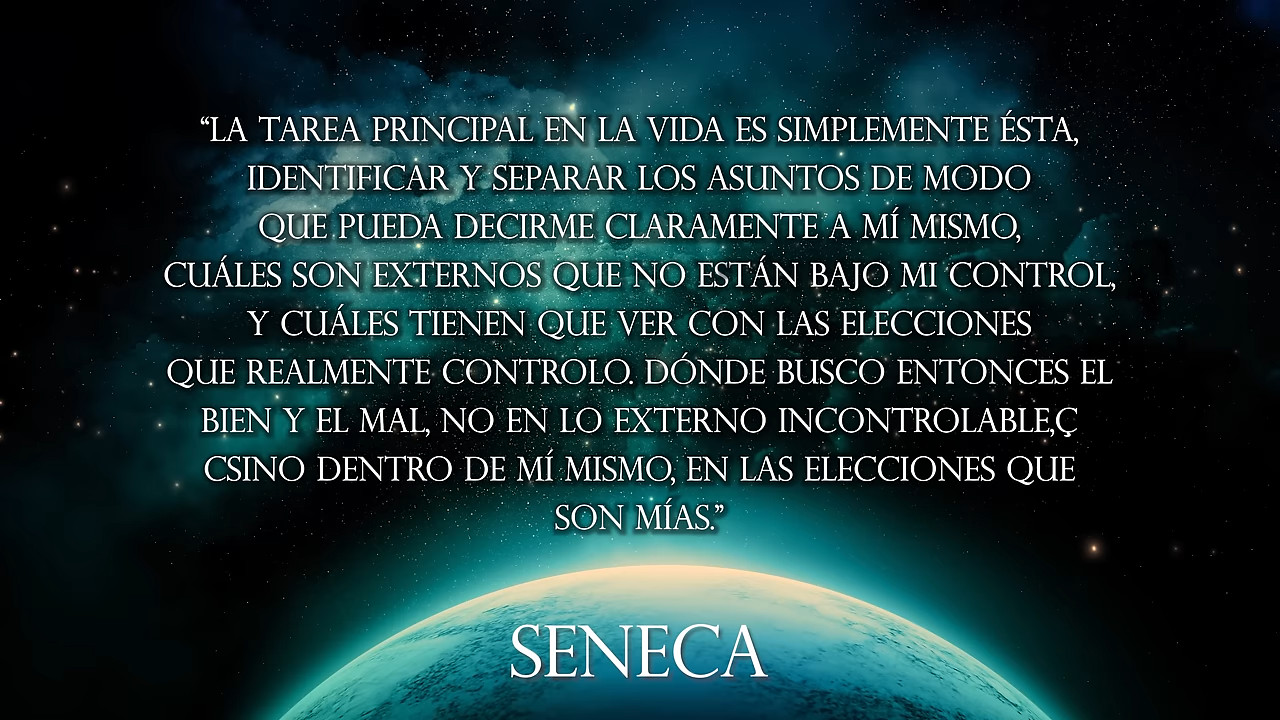 “LA TAREA PRINCIPAL EN LA VIDA ES SIMPLEMENTE ÉSTA,
IDENTIFICAR Y SEPARAR LOS ASUNTOS DE MODO
QUE PUEDA DECIRME CLARAMENTE A MÍ MISMO,
CUÁLES SON EXTERNOS QUE NO ESTÁN BAJO MI CONTROL,
Y CUÁLES TIENEN QUE VER CON LAS ELECCIONES
QUE REALMENTE CONTROLO. DÓNDE BUSCO ENTONCES EL
BIEN Y EL MAL, NO EN LO EXTERNO INCONTROLABLE,Ç
CSINO DENTRO DE MÍ MISMO, EN LAS ELECCIONES QUE
SON MÍAS.”
SENECA